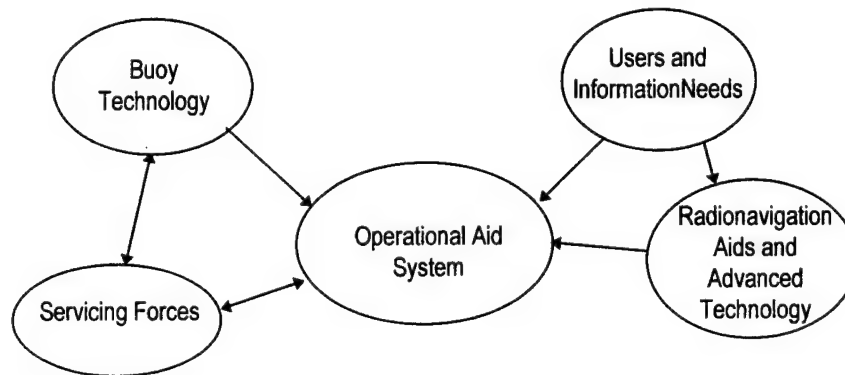 Buoy
Technology
Users and
InformationNeeds
Operational Aid
System
Radionavigation
Aids and
Advanced
Technology
Servicing Forces